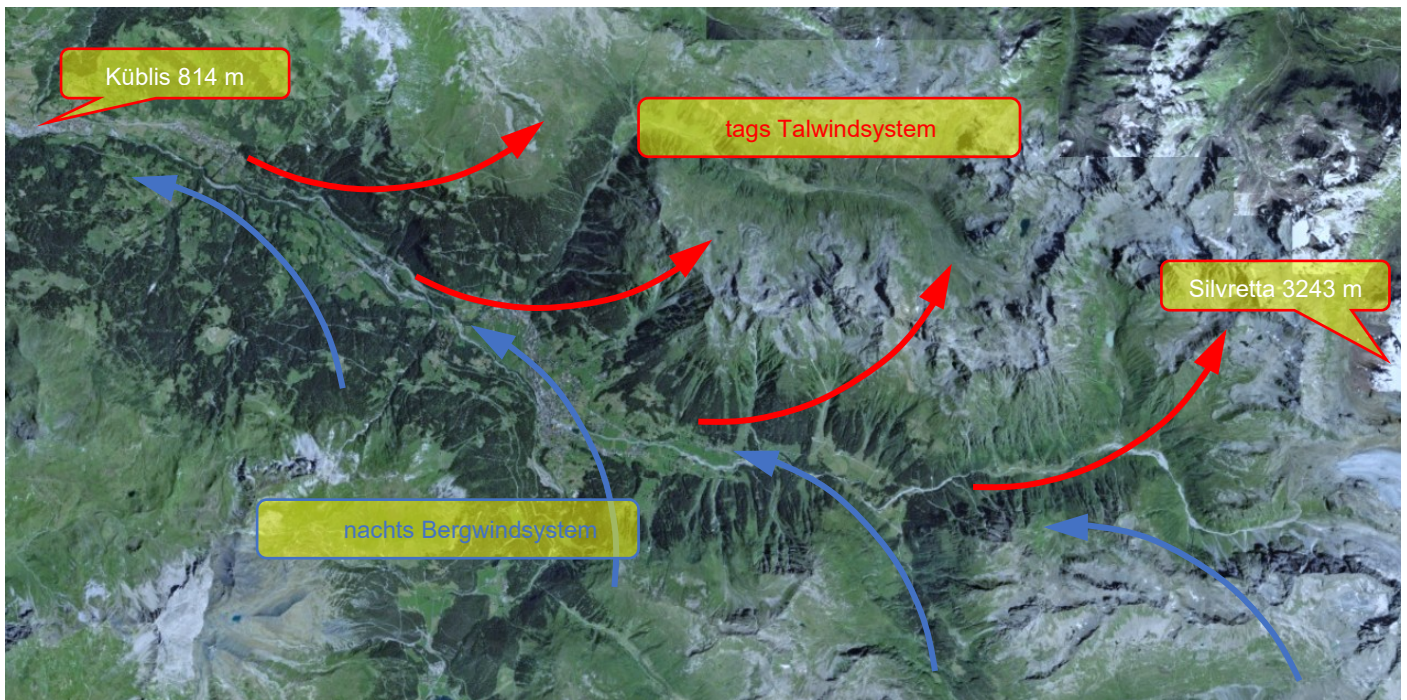 Küblis 814 m
tags Talwindsystem
Silvretta 3243 m
nachts Bergwindsystem